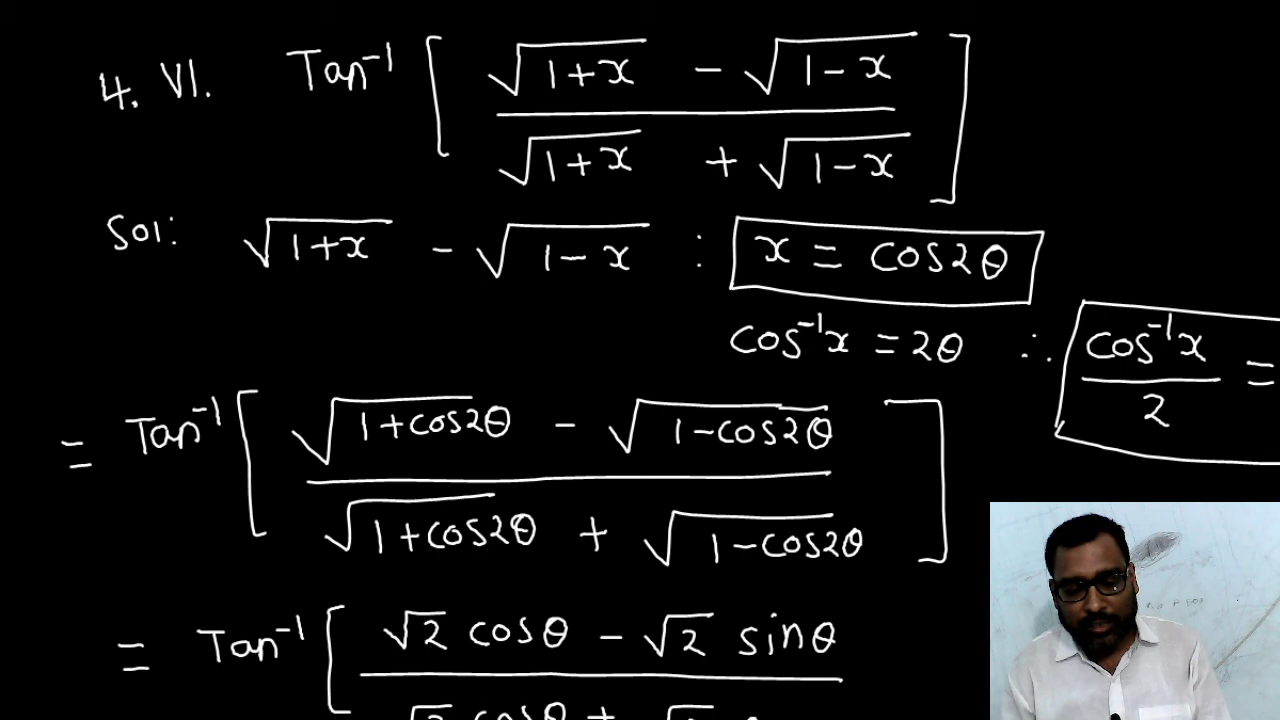 4. VI. Tan⁻¹ [ (√(1+x) − √(1−x)) / (√(1+x) + √(1−x)) ]
Sol: √(1+x) − √(1−x) : x = cos2θ
cos⁻¹x = 2θ ∴ cos⁻¹x / 2 =
= Tan⁻¹ [ (√(1+cos2θ) − √(1−cos2θ)) / (√(1+cos2θ) + √(1−cos2θ)) ]
= Tan⁻¹ [ √2 cosθ − √2 sinθ